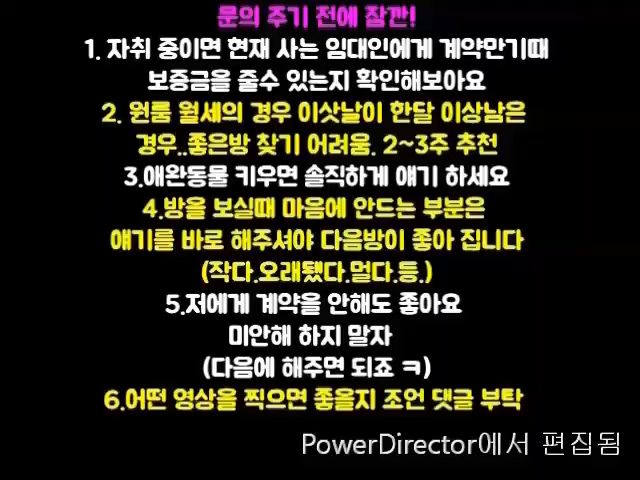 문의 주기 전에 잠깐!
1. 자취 중이면 현재 사는 임대인에게 계약만기때
보증금을 줄수 있는지 확인해보아요
2. 원룸 월세의 경우 이삿날이 한달 이상남은
경우..좋은방 찾기 어려움. 2~3주 추천
3.애완동물 키우면 솔직하게 얘기 하세요
4.방을 보실때 마음에 안드는 부분은
얘기를 바로 해주셔야 다음방이 좋아 집니다
(작다.오래됐다.멀다.등.)
5.저에게 계약을 안해도 좋아요
미안해 하지 말자
(다음에 해주면 되죠 ㅋ)
6.어떤 영상을 찍으면 좋을지 조언 댓글 부탁
PowerDirector에서 편집됨